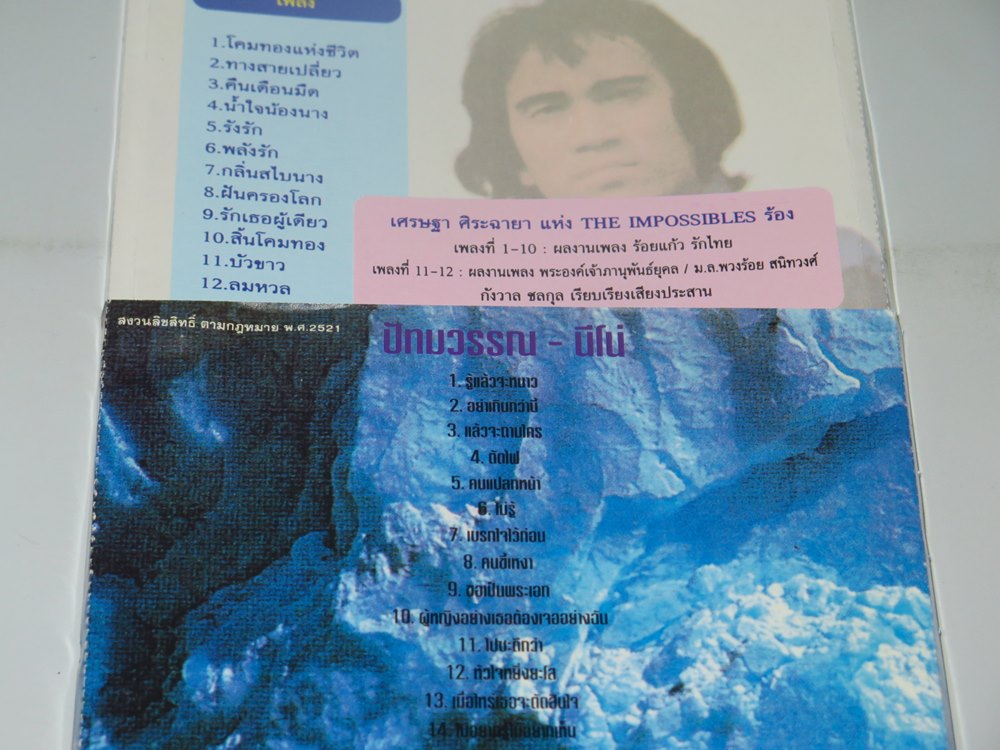 เพลง
1.โคมทองแห่งชีวิต
2.ทางสายเปลี่ยว
3.คืนเดือนมืด
4.น้ำใจน้องนาง
5.รังรัก
6.พลังรัก
7.กลิ่นสไบนาง
8.ฝันครองโลก
9.รักเธอผู้เดียว
10.สิ้นโคมทอง
11.บัวขาว
12.ลมหวล
เศรษฐา ศิระฉายา แห่ง THE IMPOSSIBLES ร้อง
เพลงที่ 1-10 : ผลงานเพลง ร้อยแก้ว รักไทย
เพลงที่ 11-12 : ผลงานเพลง พระองค์เจ้าภานุพันธ์ยุคล / ม.ล.พวงร้อย สนิทวงศ์
กังวาล ชลกุล เรียบเรียงเสียงประสาน
สงวนลิขสิทธิ์ ตามกฎหมาย พ.ศ.2521
ปัทมวรรณ - นีโน่
1. รู้แล้วจะหนาว
2. อย่าเกินกว่านี้
3. แล้วจะถามใคร
4. ตัดไฟ
5. คนแปลกหน้า
6. ไม่รู้
7. เบรกใจไว้ก่อน
8. คนขี้เหงา
9. ขอเป็นพระเอก
10. ผู้หญิงอย่างเธอต้องเจออย่างฉัน
11. ไปซะดีกว่า
12. หัวใจหยิ่งยะโส
13. เมื่อไหร่เธอจะตัดสินใจ
14. ไม่อยากรู้ไม่อยากเห็น